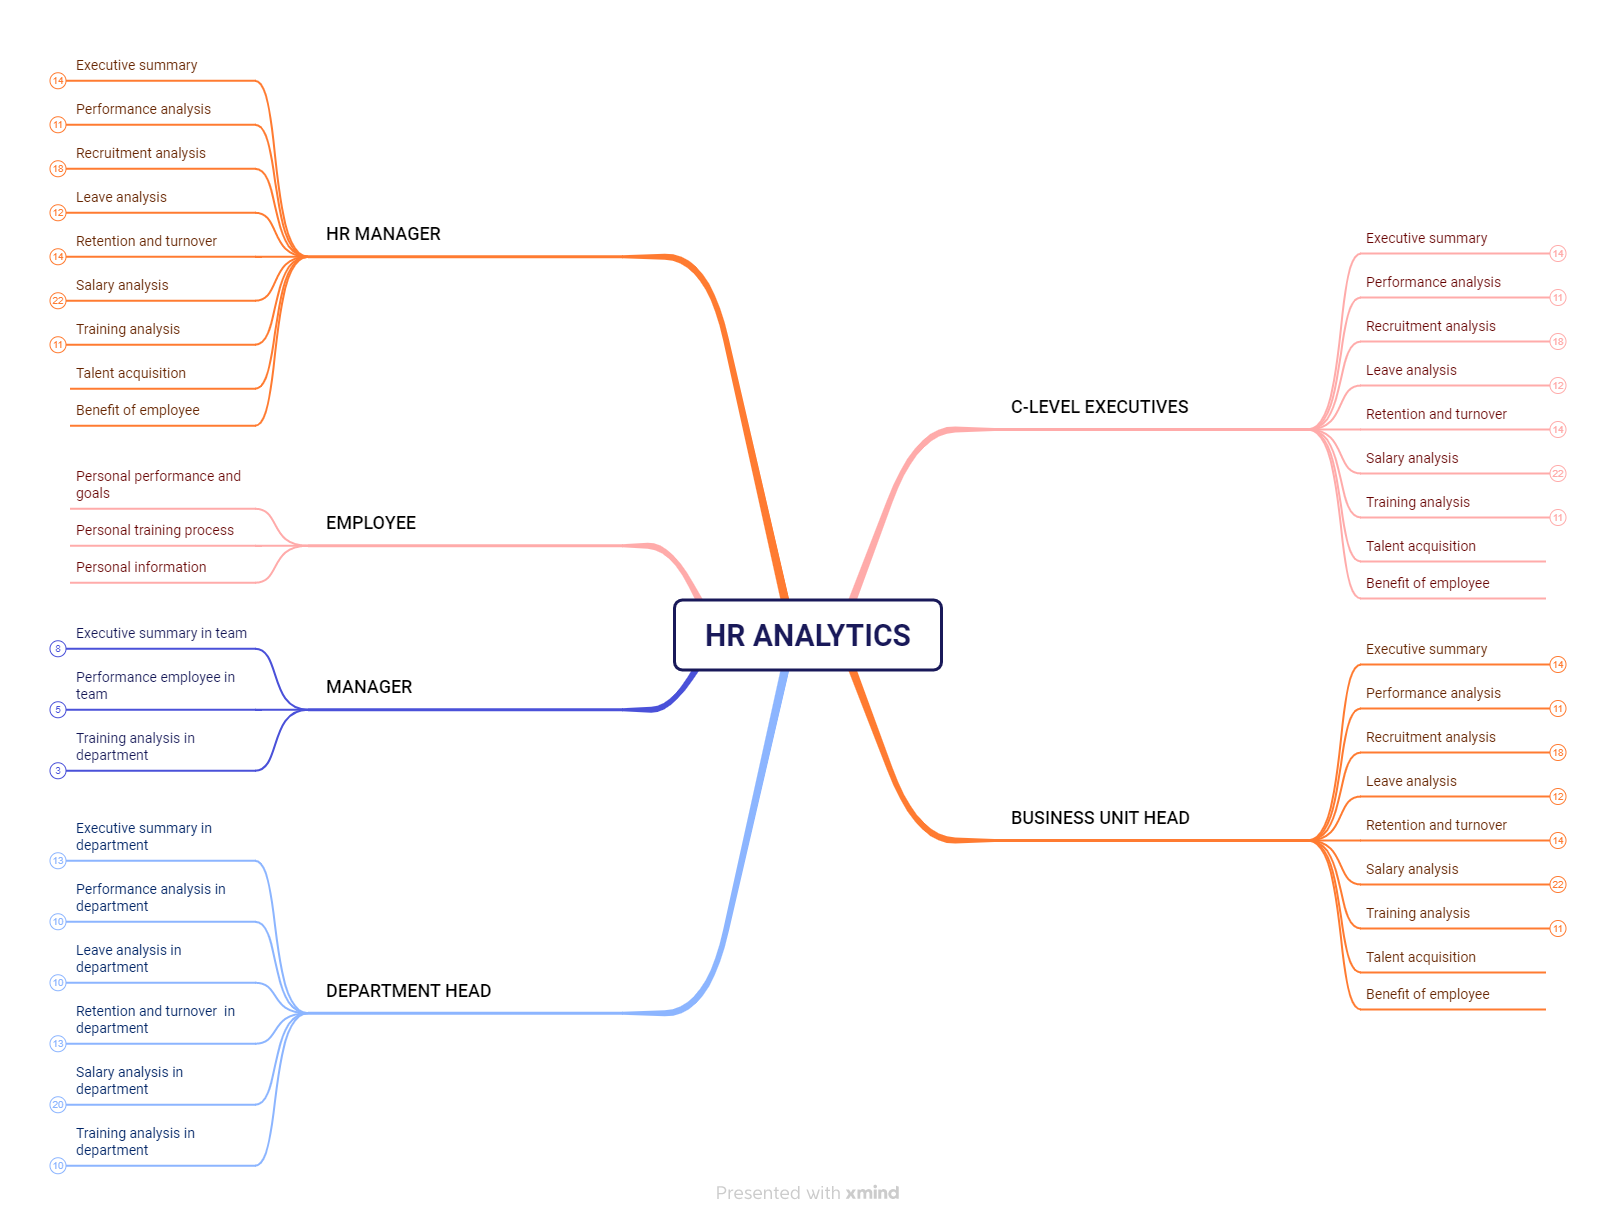 HR ANALYTICS
HR MANAGER
Executive summary
14
Performance analysis
11
Recruitment analysis
18
Leave analysis
12
Retention and turnover
14
Salary analysis
22
Training analysis
11
Talent acquisition
Benefit of employee
EMPLOYEE
Personal performance and
goals
Personal training process
Personal information
MANAGER
Executive summary in team
8
Performance employee in
team
5
Training analysis in
department
3
DEPARTMENT HEAD
Executive summary in
department
13
Performance analysis in
department
10
Leave analysis in
department
10
Retention and turnover  in
department
13
Salary analysis in
department
20
Training analysis in
department
10
C-LEVEL EXECUTIVES
Executive summary
14
Performance analysis
11
Recruitment analysis
18
Leave analysis
12
Retention and turnover
14
Salary analysis
22
Training analysis
11
Talent acquisition
Benefit of employee
BUSINESS UNIT HEAD
Executive summary
14
Performance analysis
11
Recruitment analysis
18
Leave analysis
12
Retention and turnover
14
Salary analysis
22
Training analysis
11
Talent acquisition
Benefit of employee
Presented with xmind